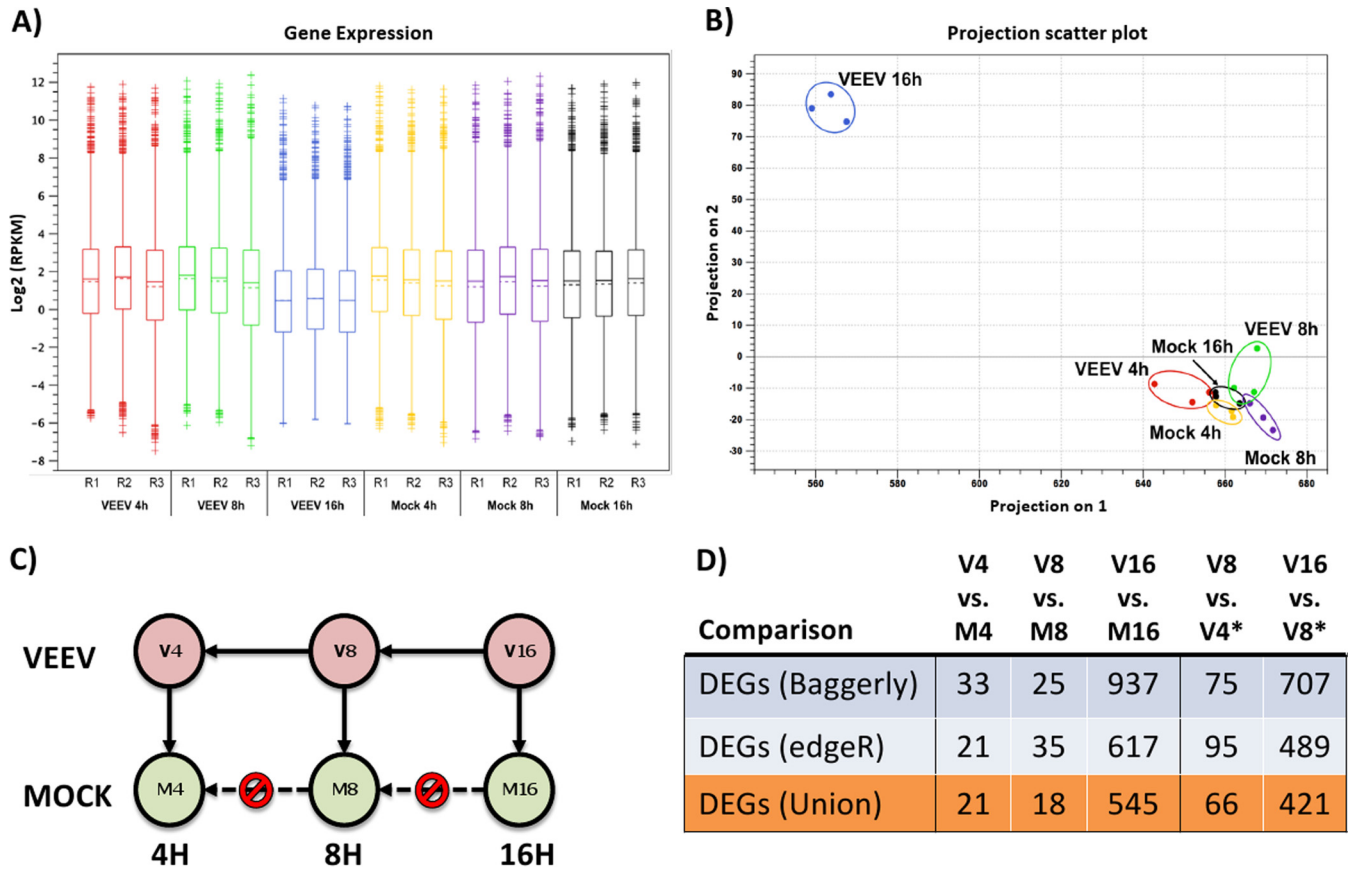 A)
Gene Expression
Log2 (RPKM)
12
10
8
6
4
2
0
−2
−4
−6
−8
R1 R2 R3 R1 R2 R3 R1 R2 R3 R1 R2 R3 R1 R2 R3 R1 R2 R3
VEEV 4h VEEV 8h VEEV 16h Mock 4h Mock 8h Mock 16h
B)
Projection scatter plot
Projection on 2
90
80
70
60
50
40
30
20
10
0
-10
-20
-30
VEEV 16h
VEEV 8h
Mock 16h
VEEV 4h
Mock 4h
Mock 8h
560 580 600 620 640 660 680
Projection on 1
C)
VEEV
V4 V8 V16
MOCK
M4 M8 M16
4H 8H 16H
D)
V4 V8 V16 V8 V16
vs. vs. vs. vs. vs.
Comparison M4 M8 M16 V4* V8*
DEGs (Baggerly) 33 25 937 75 707
DEGs (edgeR) 21 35 617 95 489
DEGs (Union) 21 18 545 66 421